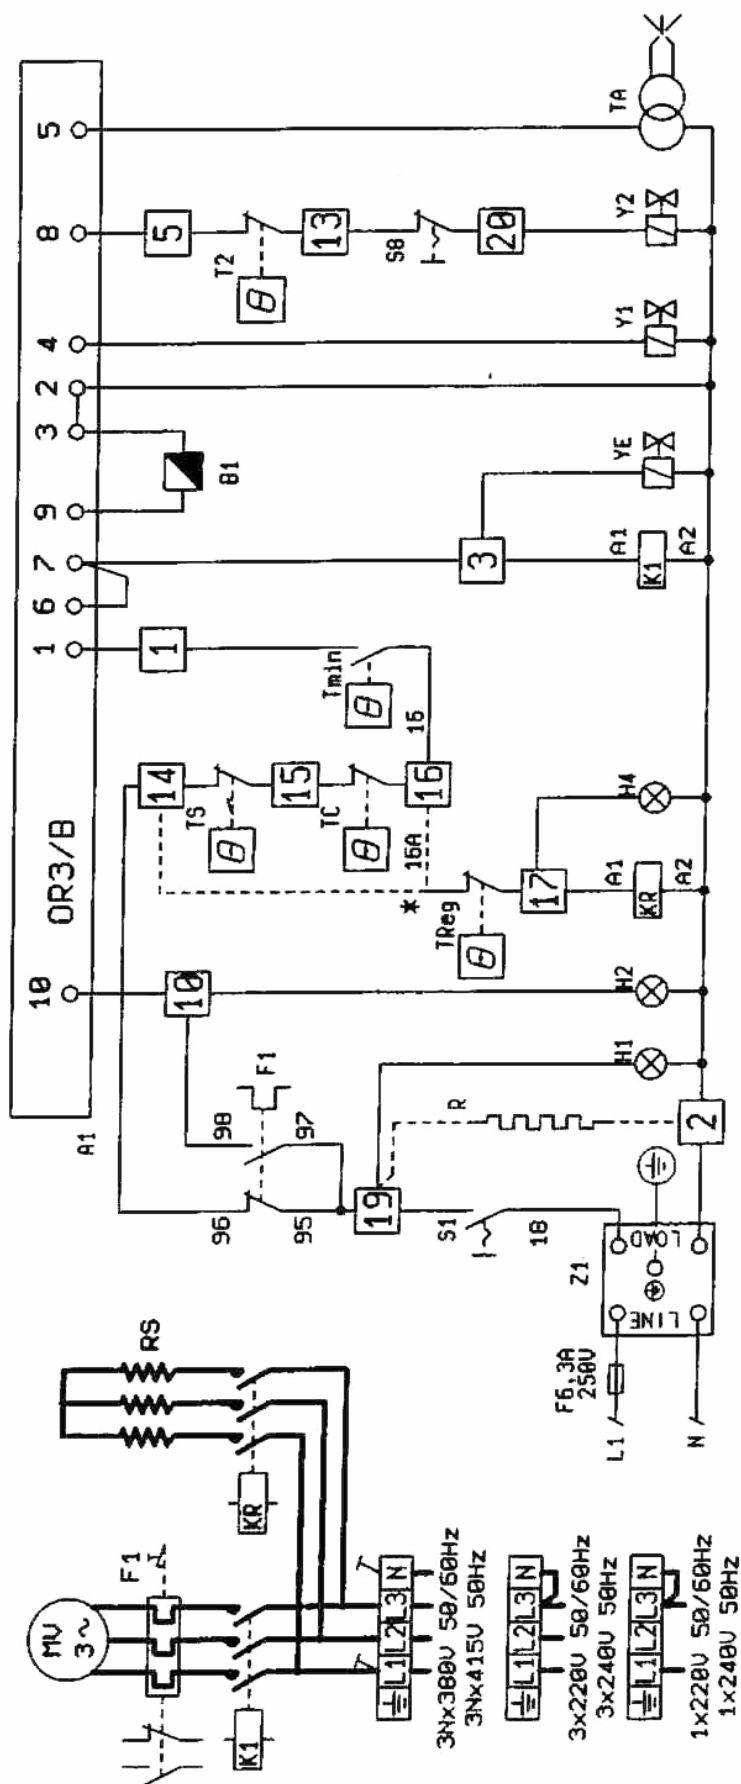 MV
3~
F1
K1
RS
KR
L1 L2 L3 N
3Nx380V 50/60Hz
3Nx415V 50Hz
L1 L2 L3 N
3x220V 50/60Hz
3x240V 50Hz
L1 L2 L3 N
1x220V 50/60Hz
1x240V 50Hz
A1
OR3/B
10
1
6
7
9
3
2
4
8
5
96
98
F1
95
97
19
S1
18
R
F6,3A
250V
L1
N
Z1
LINE
LOAD
2
10
H1
H2
14
TS
θ
15
TC
θ
16
16A
16
*
TReg
θ
17
A1
KR
A2
H4
1
Tmin
θ
B1
3
A1
K1
A2
YE
Y1
5
T2
θ
13
S8
20
Y2
TA